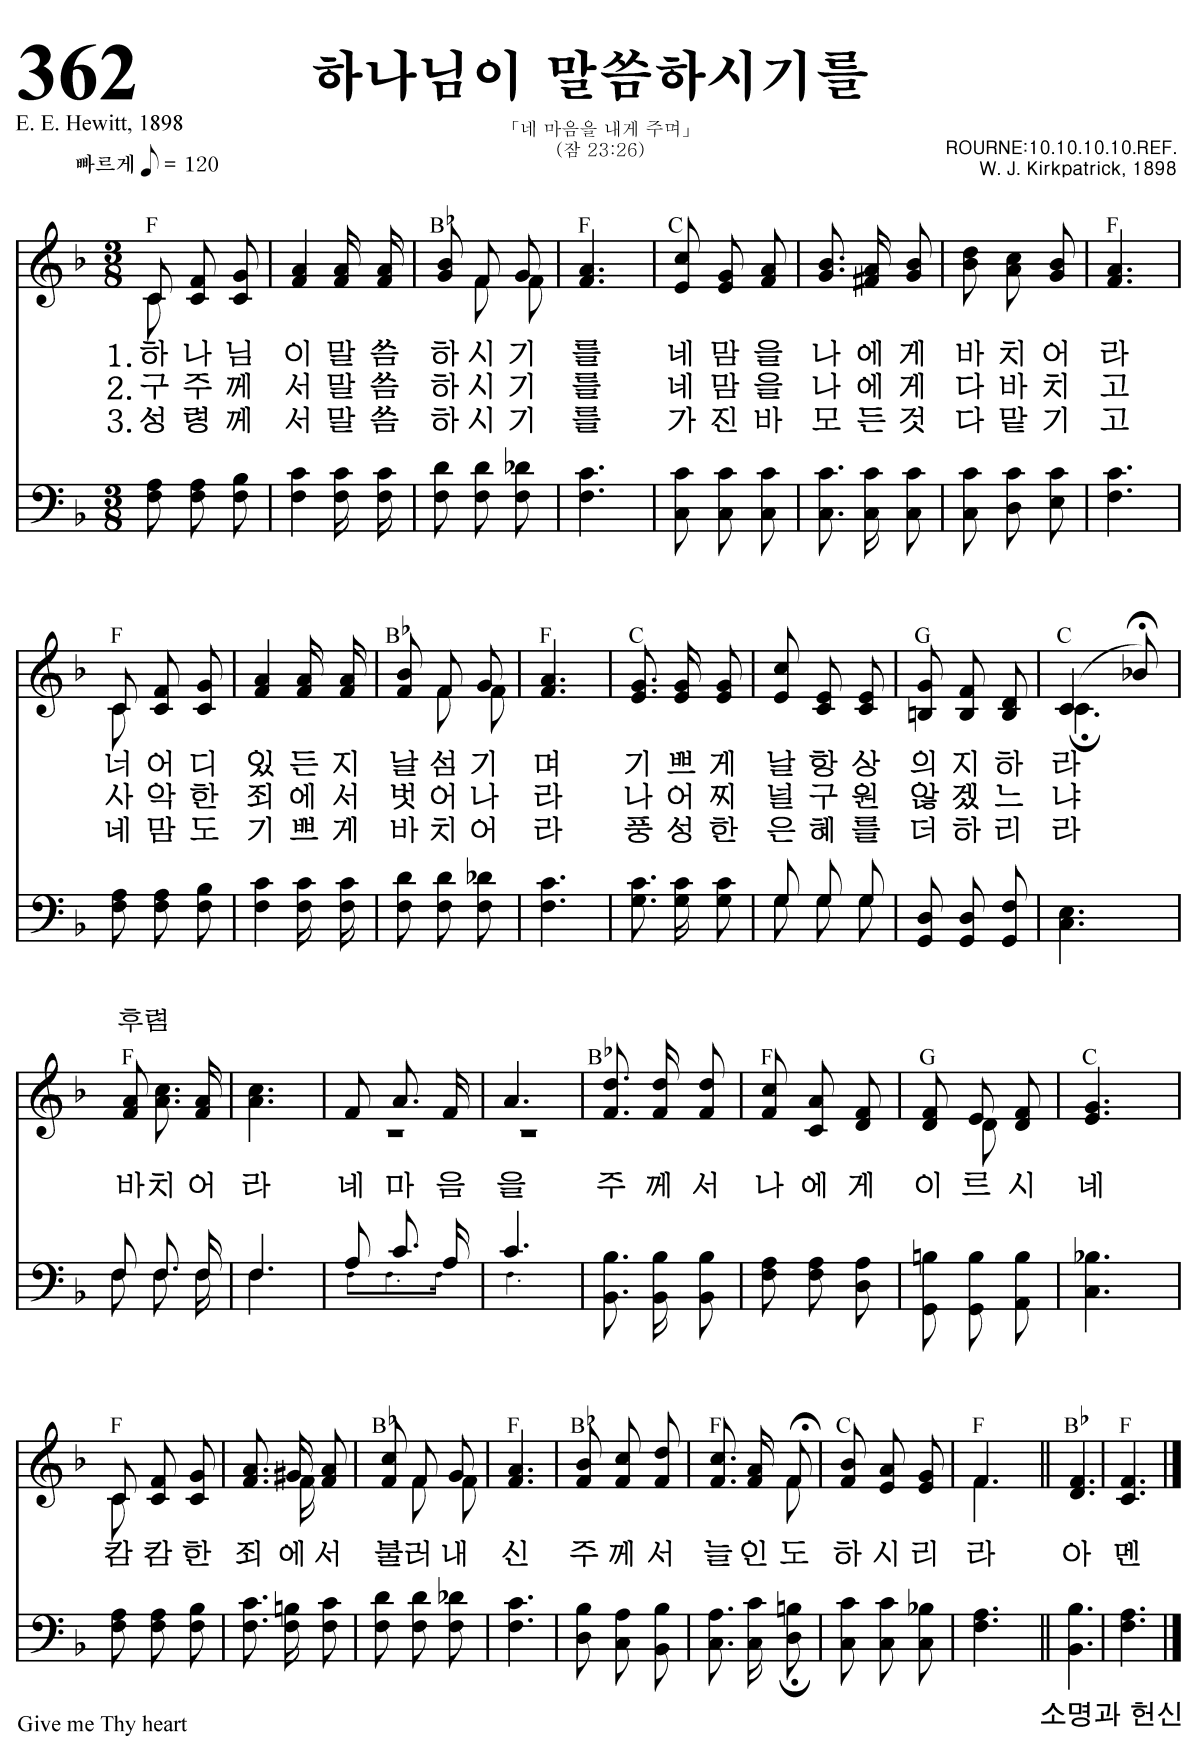 362
하나님이 말씀하시기를
E. E. Hewitt, 1898
「네 마음을 내게 주며」
(잠 23:26)
빠르게 ♪ = 120
ROURNE:10.10.10.10.REF.
W. J. Kirkpatrick, 1898
F B♭ F C F
3/8
1. 하 나 님 이 말 씀 하 시 기 를 네 맘 을 나 에 게 바 치 어 라
2. 구 주 께 서 말 씀 하 시 기 를 네 맘 을 나 에 게 다 바 치 고
3. 성 령 께 서 말 씀 하 시 기 를 가 진 바 모 든 것 다 맡 기 고
3/8
F B♭ F C G C
너 어 디 있 든 지 날 섬 기 며 기 쁘 게 날 항 상 의 지 하 라
사 악 한 죄 에 서 벗 어 나 라 나 어 찌 널 구 원 않 겠 느 냐
네 맘 도 기 쁘 게 바 치 어 라 풍 성 한 은 혜 를 더 하 리 라
후렴
F B♭ F G C
바 치 어 라 네 마 음 을 주 께 서 나 에 게 이 르 시 네
F B♭ F B♭ F C F B♭ F
캄 캄 한 죄 에 서 불 러 내 신 주 께 서 늘 인 도 하 시 리 라 아 멘
Give me Thy heart
소명과 헌신